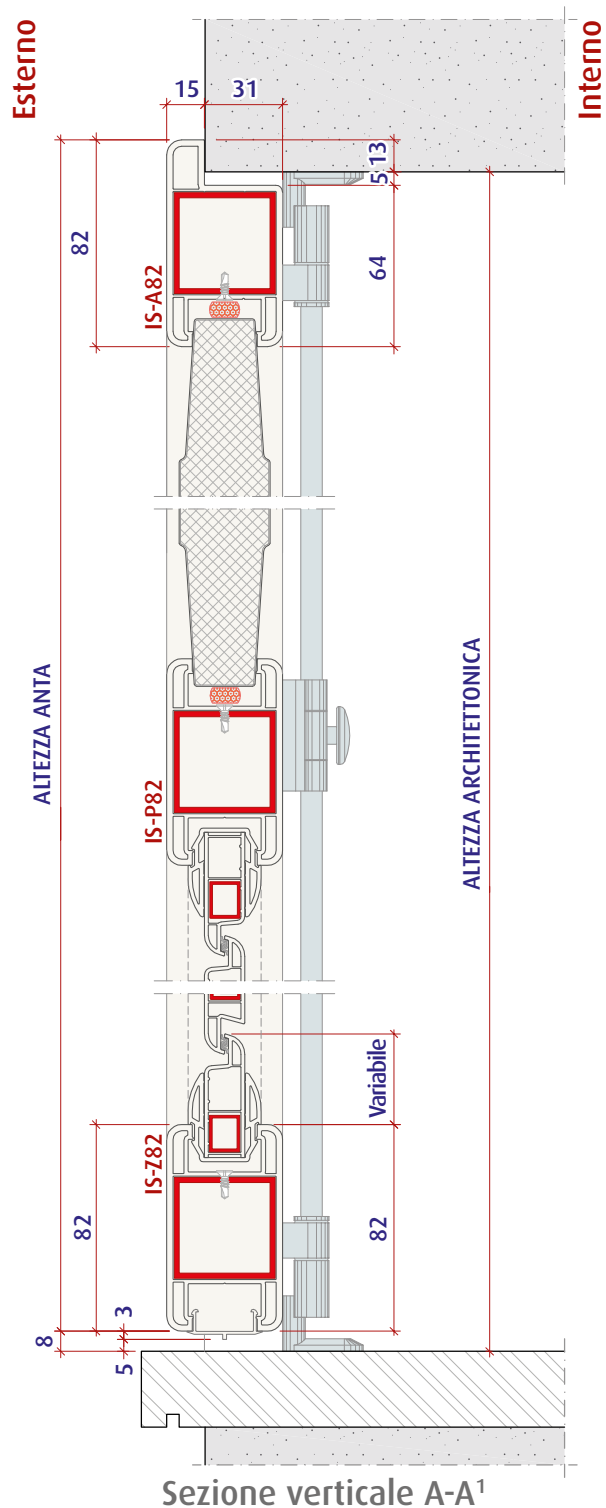 Esterno
Interno
15
31
13
5
82
64
IS-A82
ALTEZZA ANTA
ALTEZZA ARCHITETTONICA
IS-P82
Variabile
IS-Z82
82
82
3
8
5
Sezione verticale A-A¹